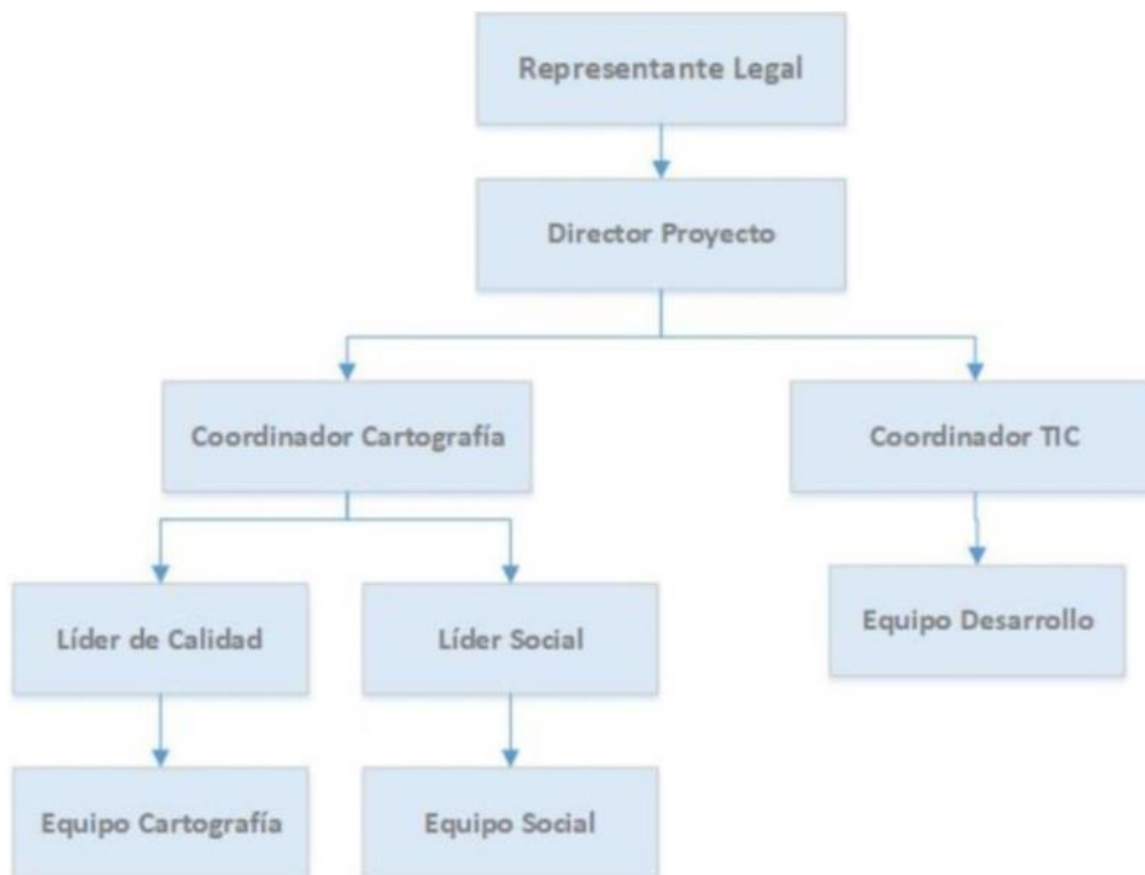 Representante Legal
Director Proyecto
Coordinador Cartografía
Coordinador TIC
Líder de Calidad
Líder Social
Equipo Desarrollo
Equipo Cartografía
Equipo Social